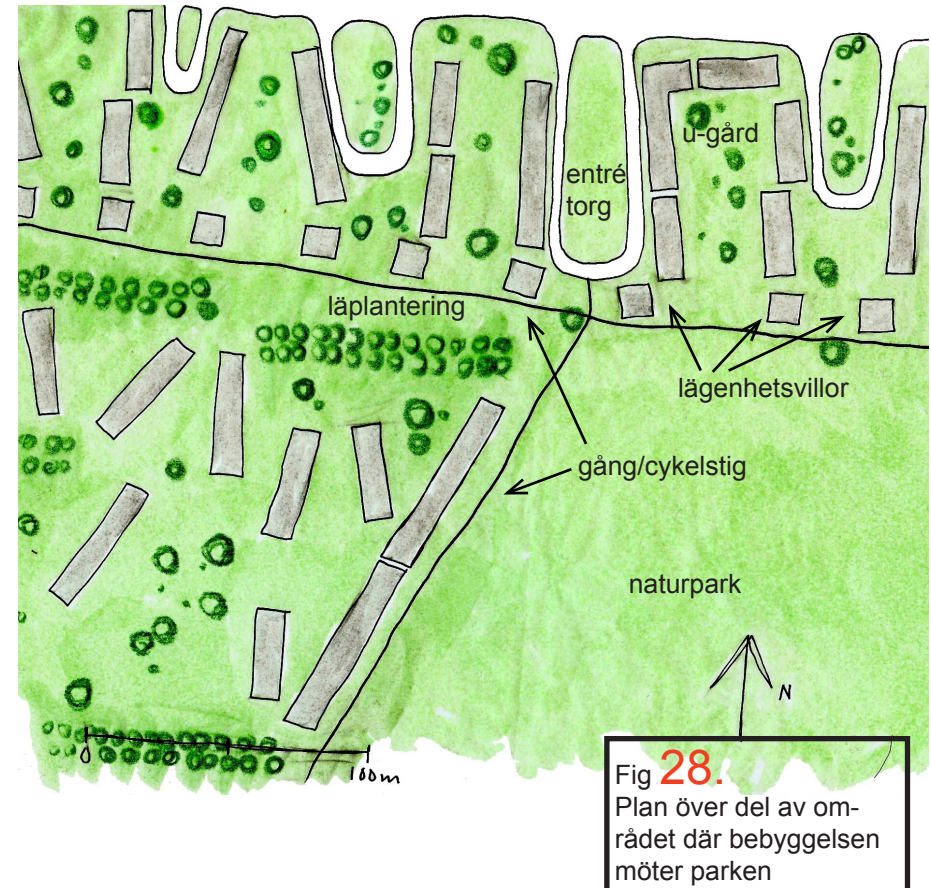 u-gård
entré
torg
läplantering
lägenhetsvillor
gång/cykelstig
naturpark
N
0
100m
Fig 28.
Plan över del av om-
rådet där bebyggelsen
möter parken